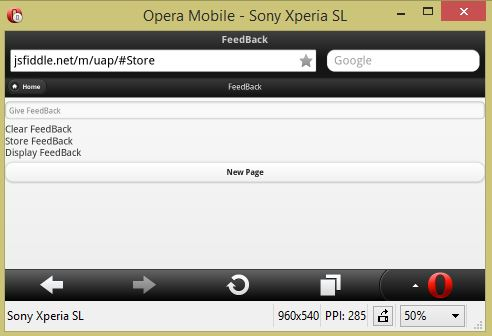 Opera Mobile - Sony Xperia SL
FeedBack
jsfiddle.net/m/uap/#Store Google
Home FeedBack
Give FeedBack
Clear FeedBack
Store FeedBack
Display FeedBack
New Page
Sony Xperia SL 960x540 PPI: 285 50%